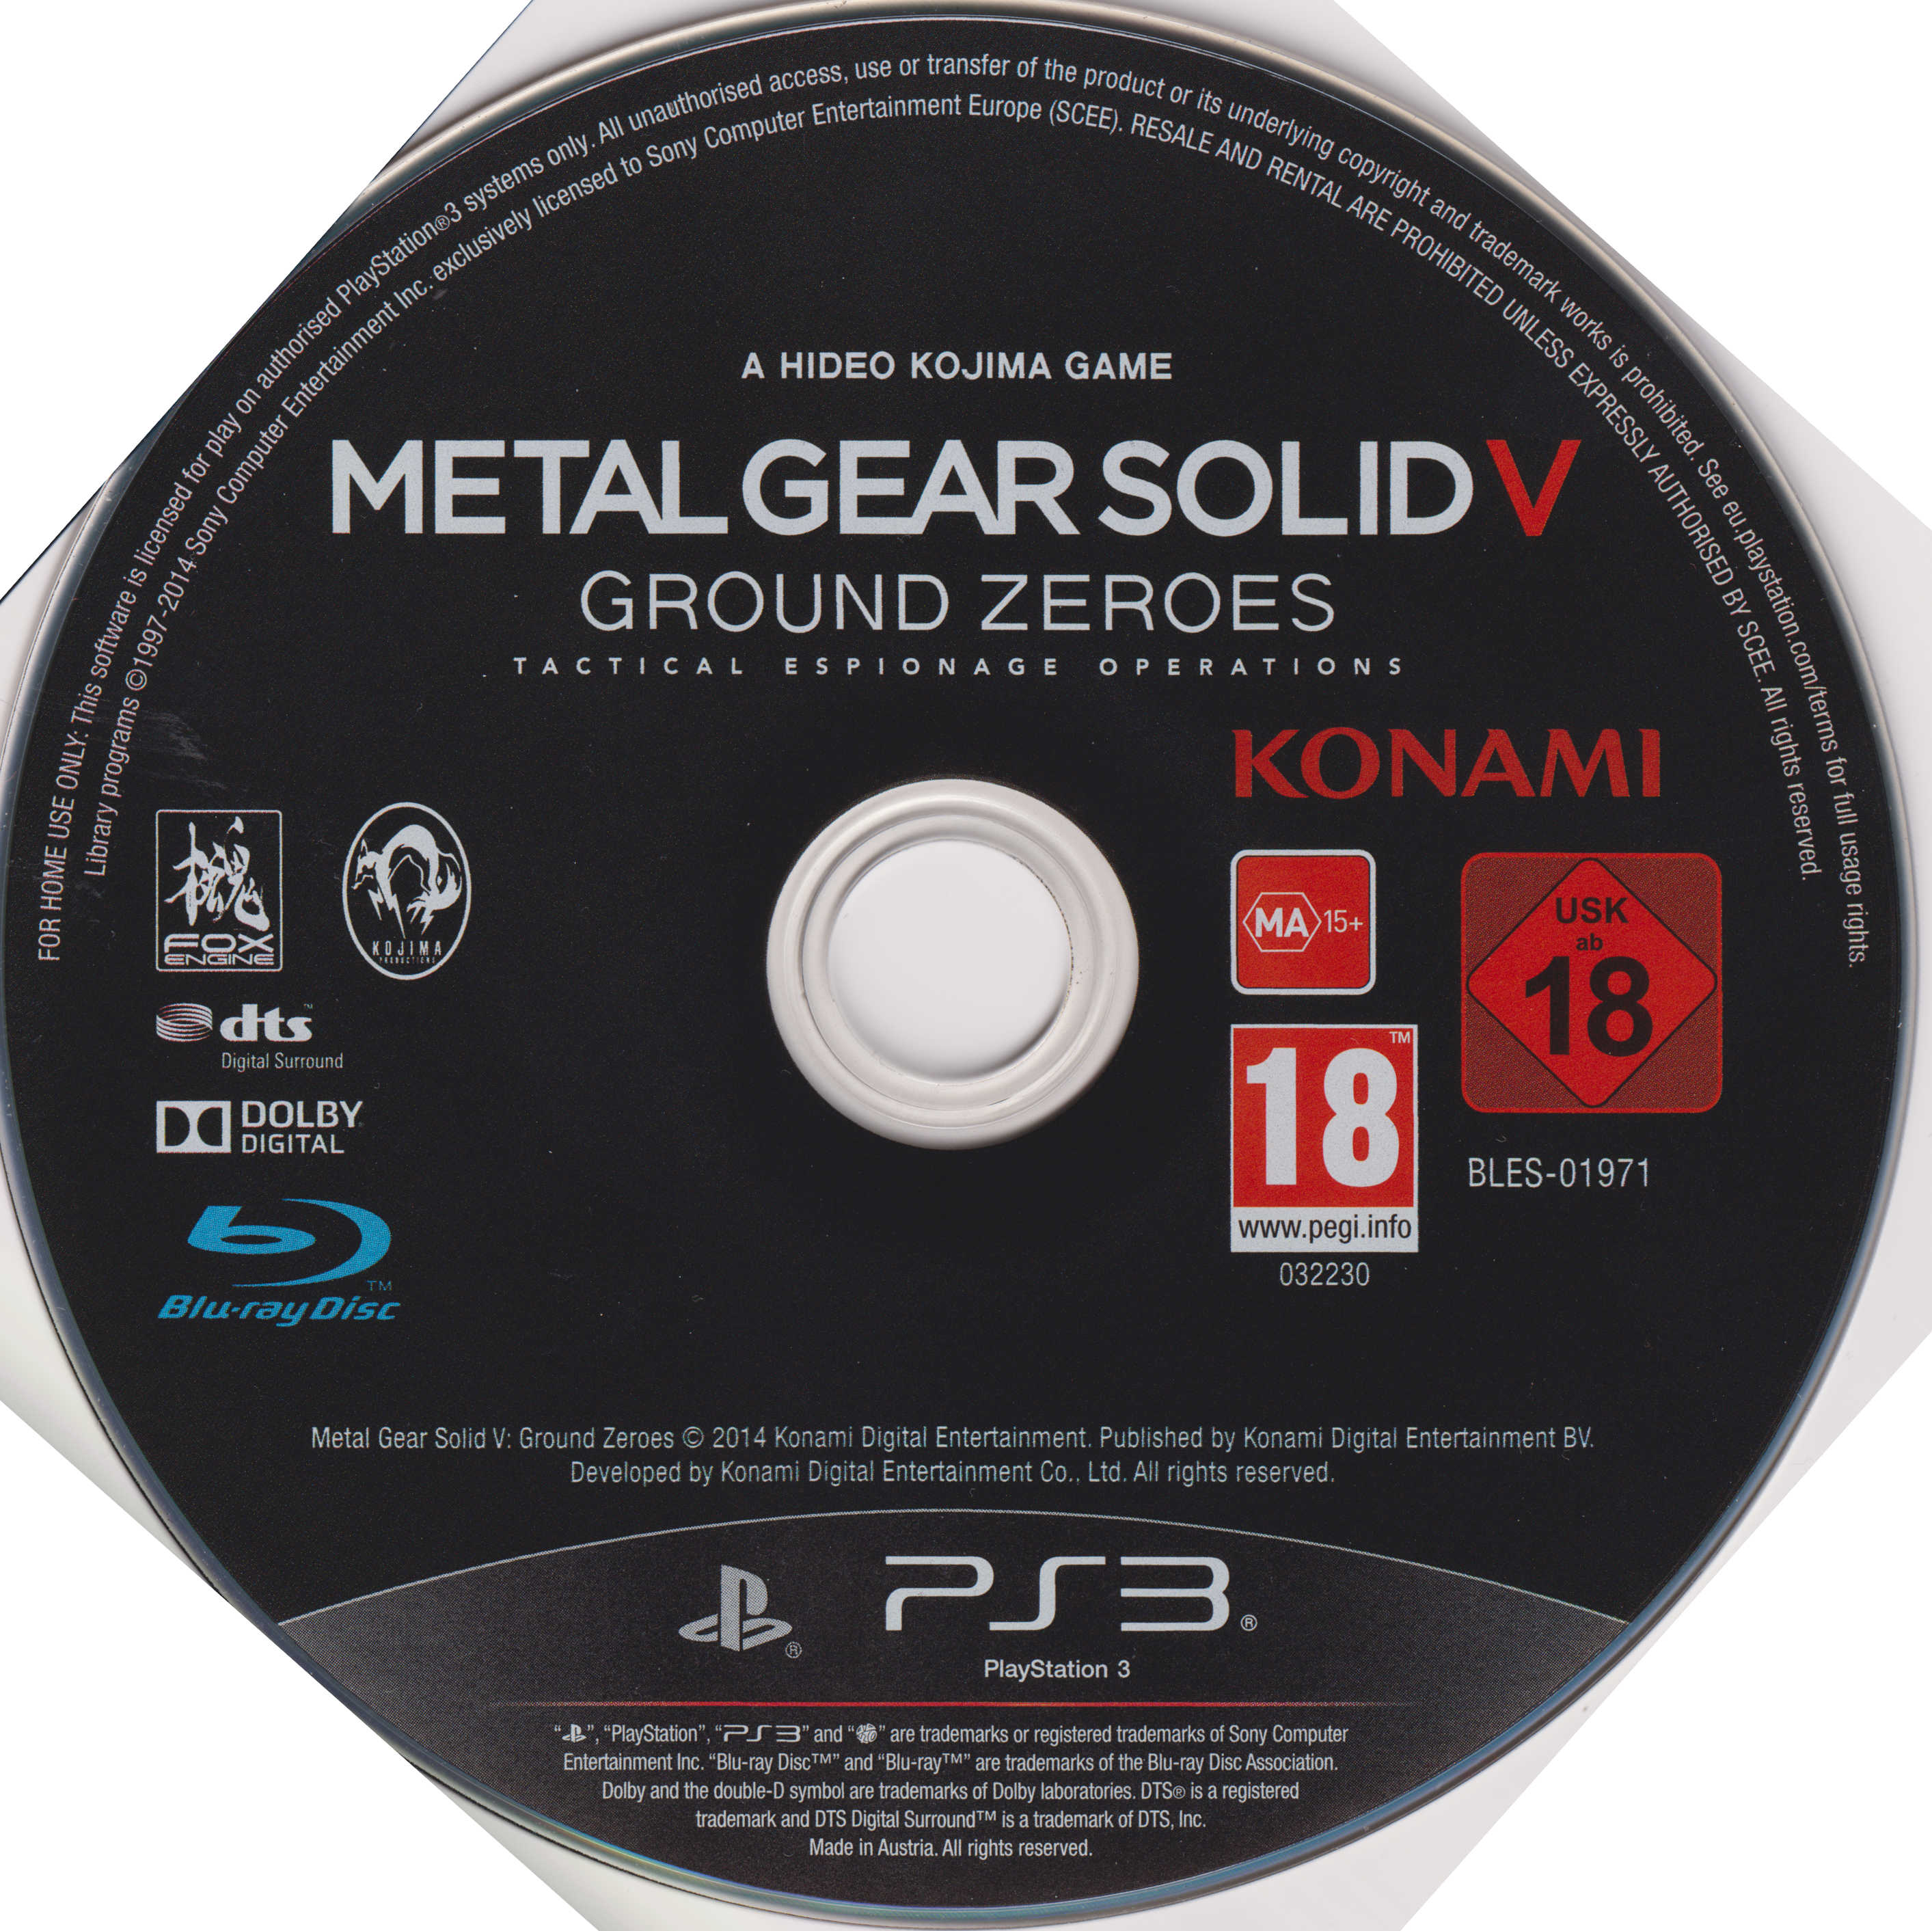 FOR HOME USE ONLY: This software is licensed for play on authorised PlayStation®3 systems only. All unauthorised access, use or transfer of the product or its underlying copyright and trademark works is prohibited. See eu.playstation.com/terms for full usage rights.
Library programs ©1997-2014 Sony Computer Entertainment Inc. exclusively licensed to Sony Computer Entertainment Europe (SCEE). RESALE AND RENTAL ARE PROHIBITED UNLESS EXPRESSLY AUTHORISED BY SCEE. All rights reserved.
A HIDEO KOJIMA GAME
METAL GEAR SOLID V
GROUND ZEROES
TACTICAL ESPIONAGE OPERATIONS
KONAMI
FOX
ENGINE
KOJIMA
PRODUCTIONS
MA 15+
USK
ab
18
dts™
Digital Surround
DOLBY
DIGITAL
18™
www.pegi.info
032230
BLES-01971
™
Blu-ray Disc
Metal Gear Solid V: Ground Zeroes © 2014 Konami Digital Entertainment. Published by Konami Digital Entertainment BV.
Developed by Konami Digital Entertainment Co., Ltd. All rights reserved.
® PS3®
PlayStation 3
“ ”, “PlayStation”, “PS3” and “ ” are trademarks or registered trademarks of Sony Computer
Entertainment Inc. “Blu-ray Disc™” and “Blu-ray™” are trademarks of the Blu-ray Disc Association.
Dolby and the double-D symbol are trademarks of Dolby laboratories. DTS® is a registered
trademark and DTS Digital Surround™ is a trademark of DTS, Inc.
Made in Austria. All rights reserved.